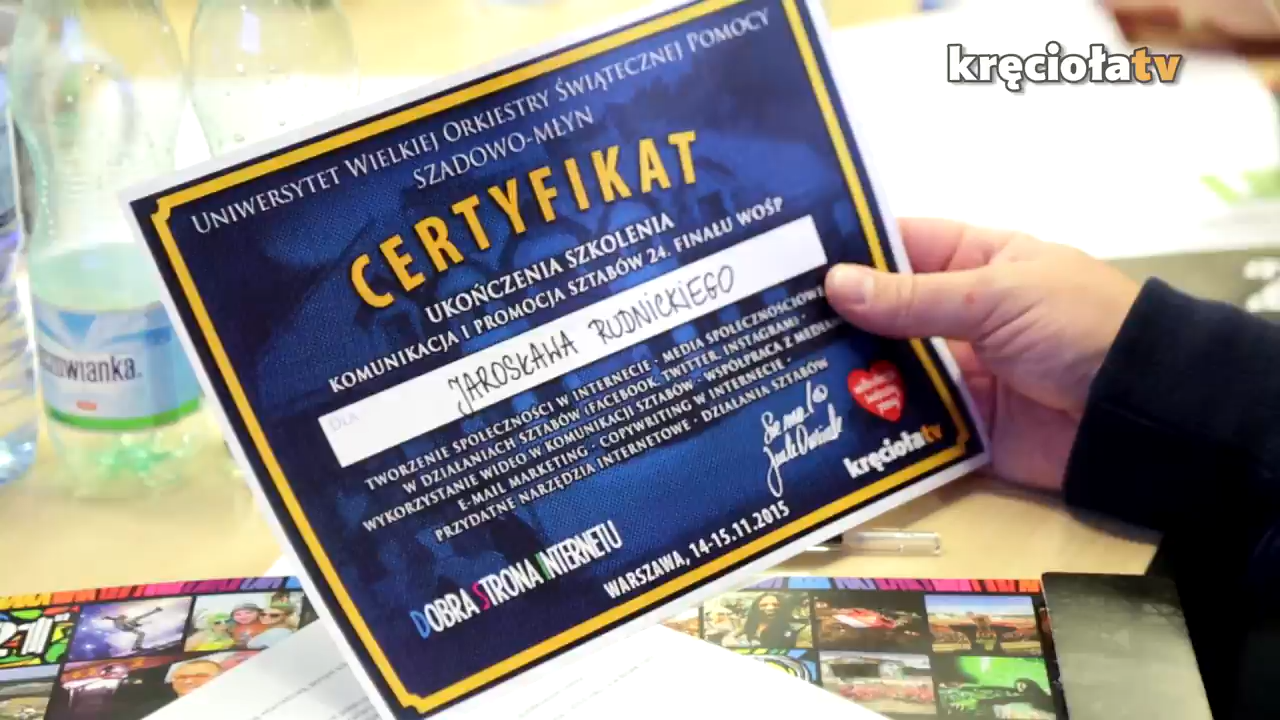 kręciołatv
UNIWERSYTET WIELKIEJ ORKIESTRY ŚWIĄTECZNEJ POMOCY
SZADOWO-MŁYN
CERTYFIKAT
UKOŃCZENIA SZKOLENIA
KOMUNIKACJA I PROMOCJA SZTABÓW 24. FINAŁU WOŚP
DLA JAROSŁAWA RUDNICKIEGO
TWORZENIE SPOŁECZNOŚCI W INTERNECIE · MEDIA
W DZIAŁANIACH SZTABÓW (FACEBOOK, TWITTER, INSTAGRAM) ·
WYKORZYSTANIE WIDEO W KOMUNIKACJI SZTABÓW · WSPÓŁPRACA Z
E-MAIL MARKETING · COPYWRITING W INTERNECIE ·
PRZYDATNE NARZĘDZIA INTERNETOWE · DZIAŁANIA SZTABÓW
kręciołatv
DOBRA STRONA INTERNETU
WARSZAWA, 14-15.11.2015